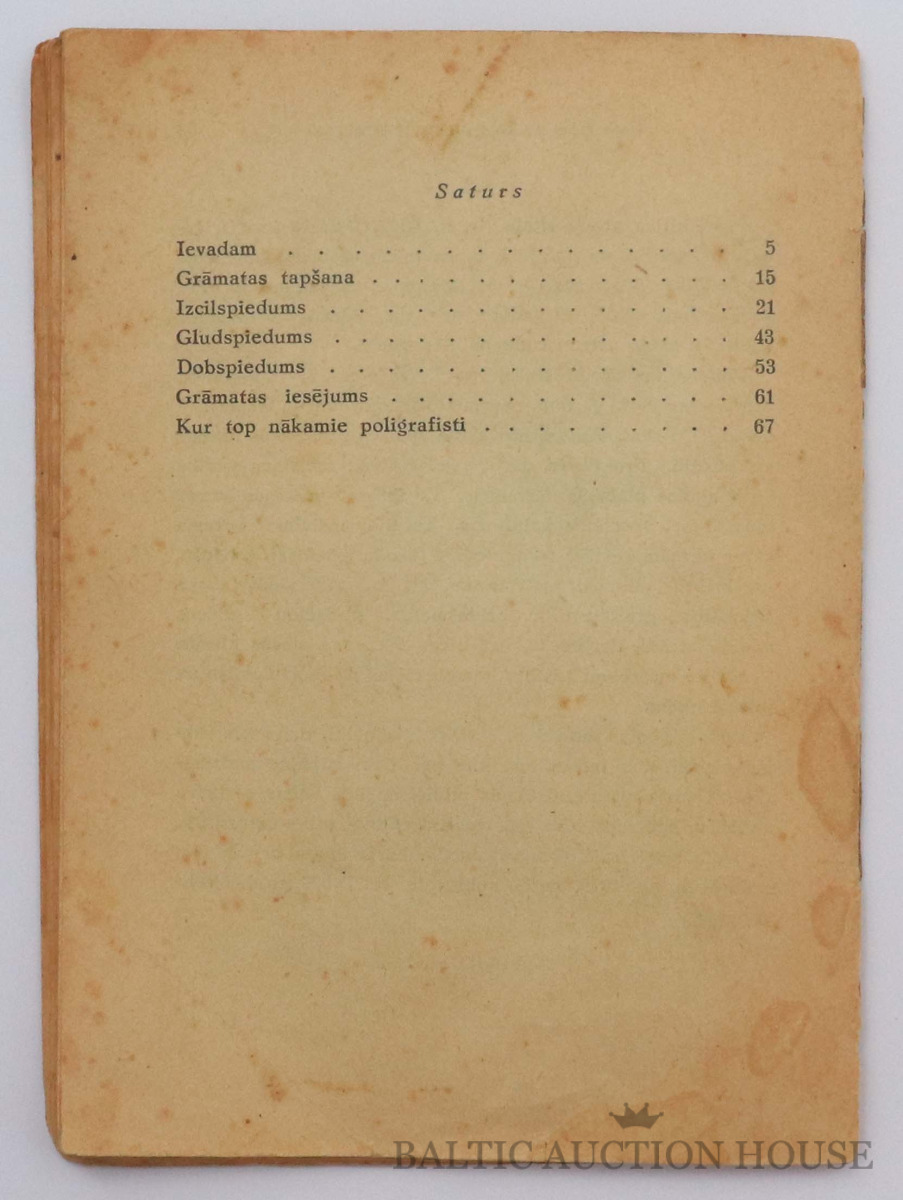 Saturs
Ievadam . . . . . . . . . . . . . . . 5
Grāmatas tapšana . . . . . . . . . . . . . 15
Izcilspiedums . . . . . . . . . . . . . . 21
Gludspiedums . . . . . . . . . . . . . . 43
Dobspiedums . . . . . . . . . . . . . . 53
Grāmatas iesējums . . . . . . . . . . . . 61
Kur top nākamie poligrafisti . . . . . . . . . 67
BALTIC AUCTION HOUSE